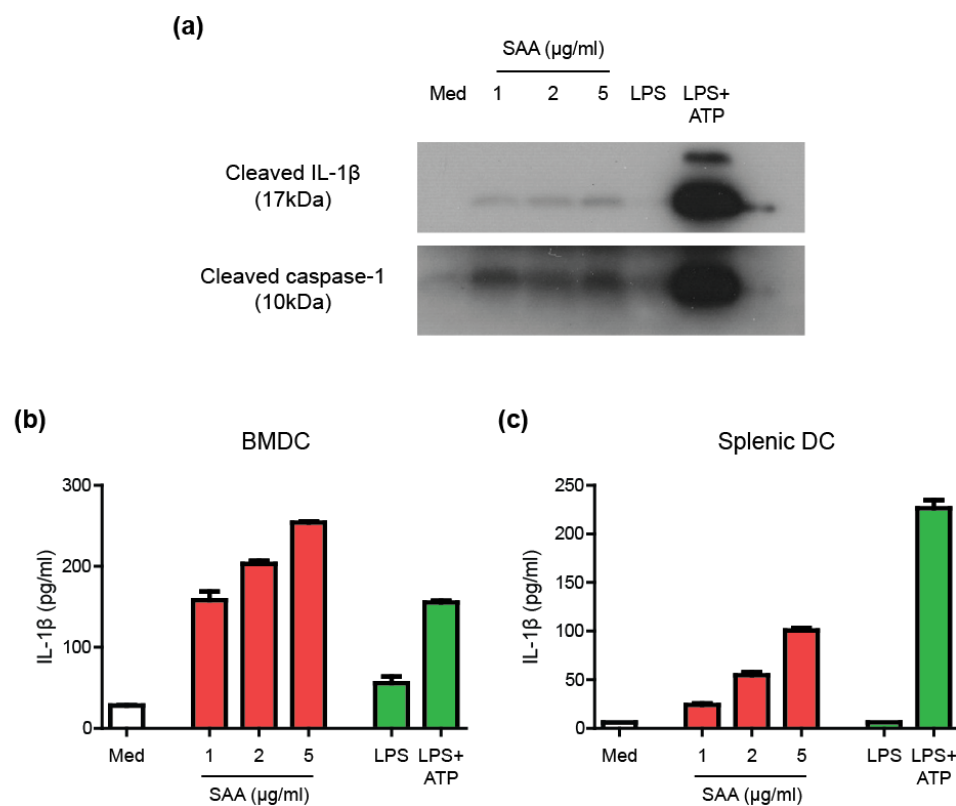 (a)
SAA (µg/ml)
Med 1 2 5 LPS LPS+
ATP
Cleaved IL-1β
(17kDa)
Cleaved caspase-1
(10kDa)
(b)
BMDC
300
200
100
0
IL-1β (pg/ml)
Med 1 2 5 LPS LPS+
ATP
SAA (µg/ml)
(c)
Splenic DC
250
200
150
100
50
0
IL-1β (pg/ml)
Med 1 2 5 LPS LPS+
ATP
SAA (µg/ml)